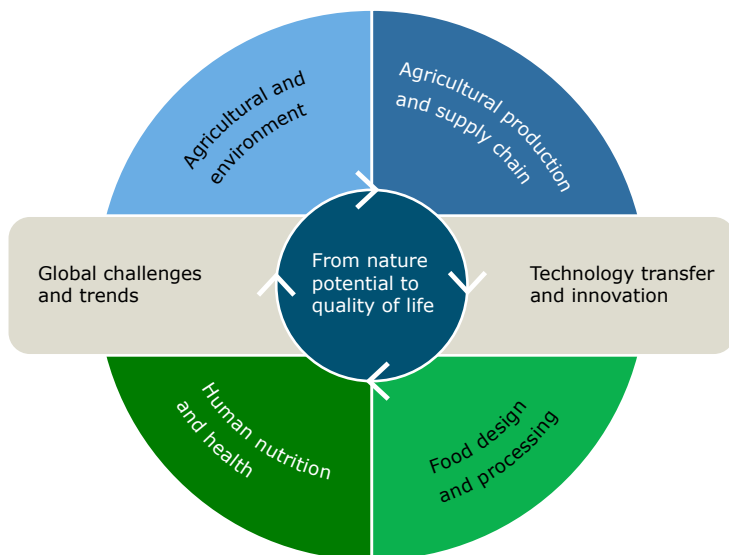 Agricultural and
environment
Agricultural production
and supply chain
Global challenges
and trends
From nature
potential to
quality of life
Technology transfer
and innovation
Human nutrition
and health
Food design
and processing